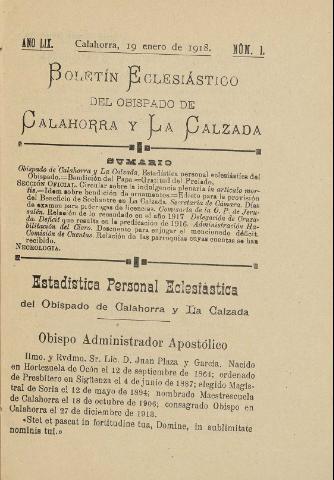 AÑO LIX. Calahorra, 19 enero de 1918. NÚM. 1.
BOLETÍN ECLESIÁSTICO
DEL OBISPADO DE
CALAHORRA Y LA CALZADA
SUMARIO
Obispado de Calahorra y La Calzada. Estadística personal eclesiástica del
Obispado.=Bendición del Papa.=Gratitud del Prelado.
SECCIÓN OFICIAL. Circular sobre la indulgencia plenaria in articulo mor-
tis.=Idem sobre bendición de ornamentos.=Edicto para la provisión
del Beneficio de Sochantre en La Calzada. Secretaría de Cámara. Días
de examen para prórrogas de licencias. Comisaría de la O. P. de Jeru-
salén. Relación de lo recaudado en el año 1917. Delegación de Cruza-
da. Deficit que resulta en la predicación de 1916. Administración Ha-
bilitación del Clero. Descuento para enjugar el mencionado déficit.
Comisión de Cuentas. Relación de las parroquias cuyas cuentas se han
recibido.
NECROLOGIA.
Estadística Personal Eclesiástica
del Obispado de Calahorra y La Calzada
Obispo Administrador Apostólico
Ilmo. y Rvdmo. Sr. Lic. D. Juan Plaza y García. Nacido
en Hortezuela de Océn el 12 de septiembre de 1864; ordenado
de Presbítero en Sigüenza el 4 de junio de 1887; elegido Magis-
tral de Soria el 12 de mayo de 1894; nombrado Maestrescuela
de Calahorra el 18 de octubre de 1906; consagrado Obispo en
Calahorra el 27 de diciembre de 1913.
«Stet et pascat in fortitudine tua, Domine, in sublimitate
nominis tui.»